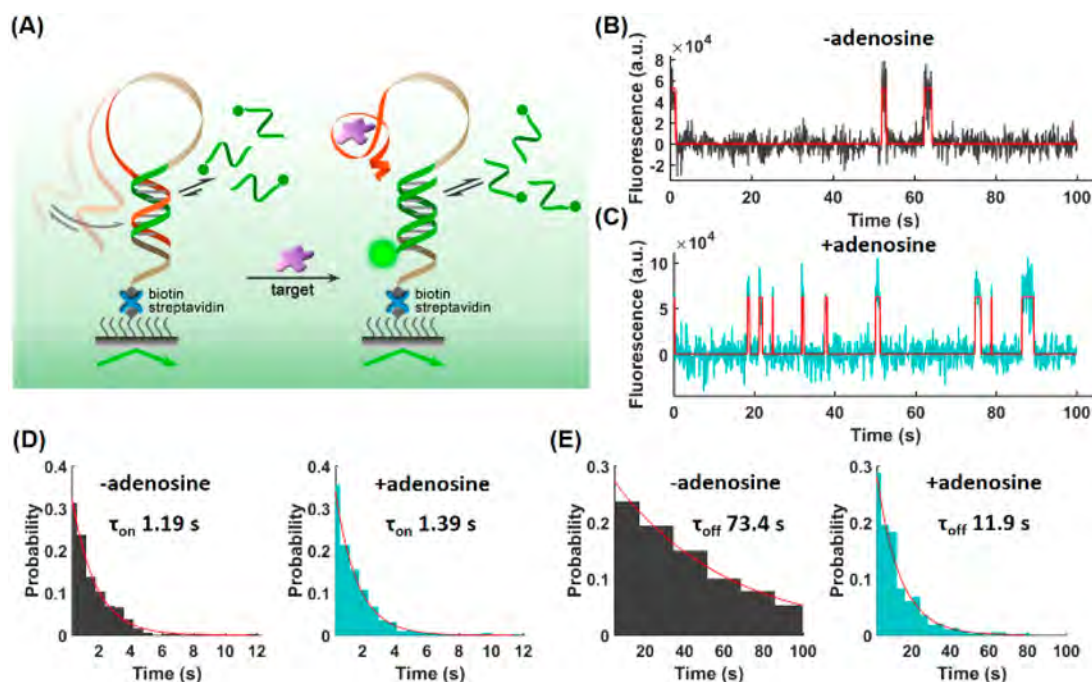 (A)
biotin
streptavidin
target
biotin
streptavidin
(B)
-adenosine
×10⁴
Fluorescence (a.u.)
8
6
4
2
0
-2
0 20 40 60 80 100
Time (s)
(C)
+adenosine
×10⁴
Fluorescence (a.u.)
10
5
0
0 20 40 60 80 100
Time (s)
(D)
-adenosine
τon 1.19 s
Probability
0.4
0.3
0.2
0.1
0
2 4 6 8 10 12
Time (s)
+adenosine
τon 1.39 s
Probability
0.4
0.3
0.2
0.1
0
2 4 6 8 10 12
Time (s)
(E)
-adenosine
τoff 73.4 s
Probability
0.3
0.2
0.1
0
20 40 60 80 100
Time (s)
+adenosine
τoff 11.9 s
Probability
0.3
0.2
0.1
0
20 40 60 80 100
Time (s)